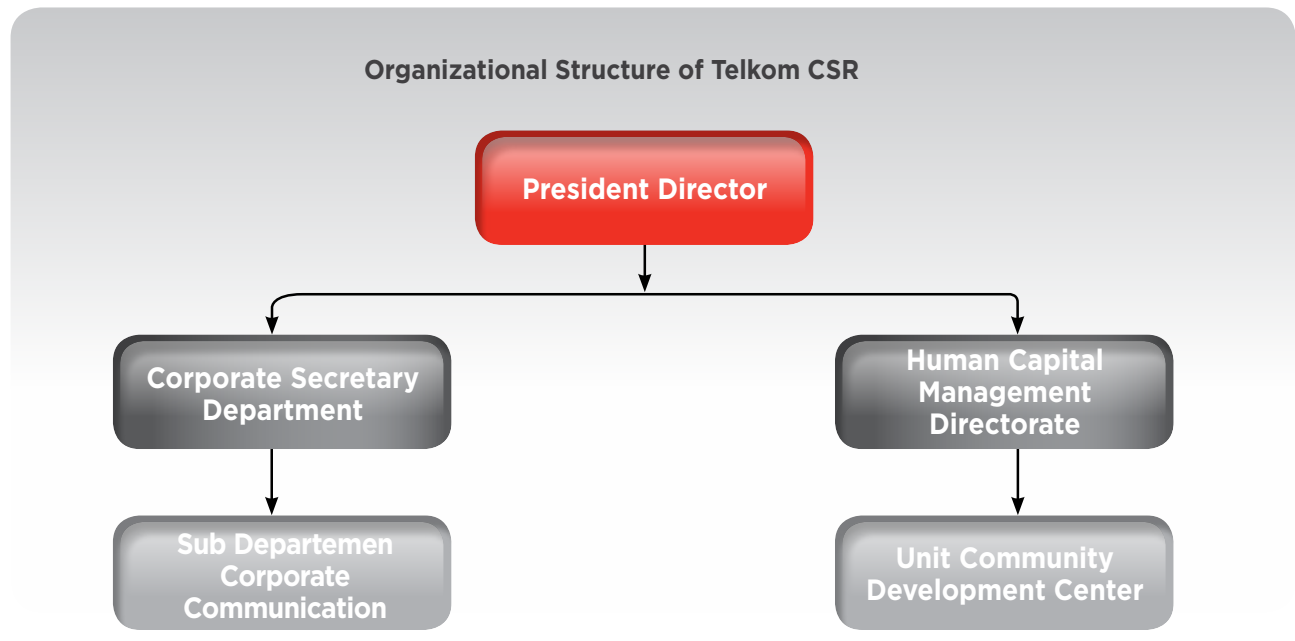 Organizational Structure of Telkom CSR
President Director
Corporate Secretary
Department
Human Capital
Management
Directorate
Sub Departemen
Corporate
Communication
Unit Community
Development Center